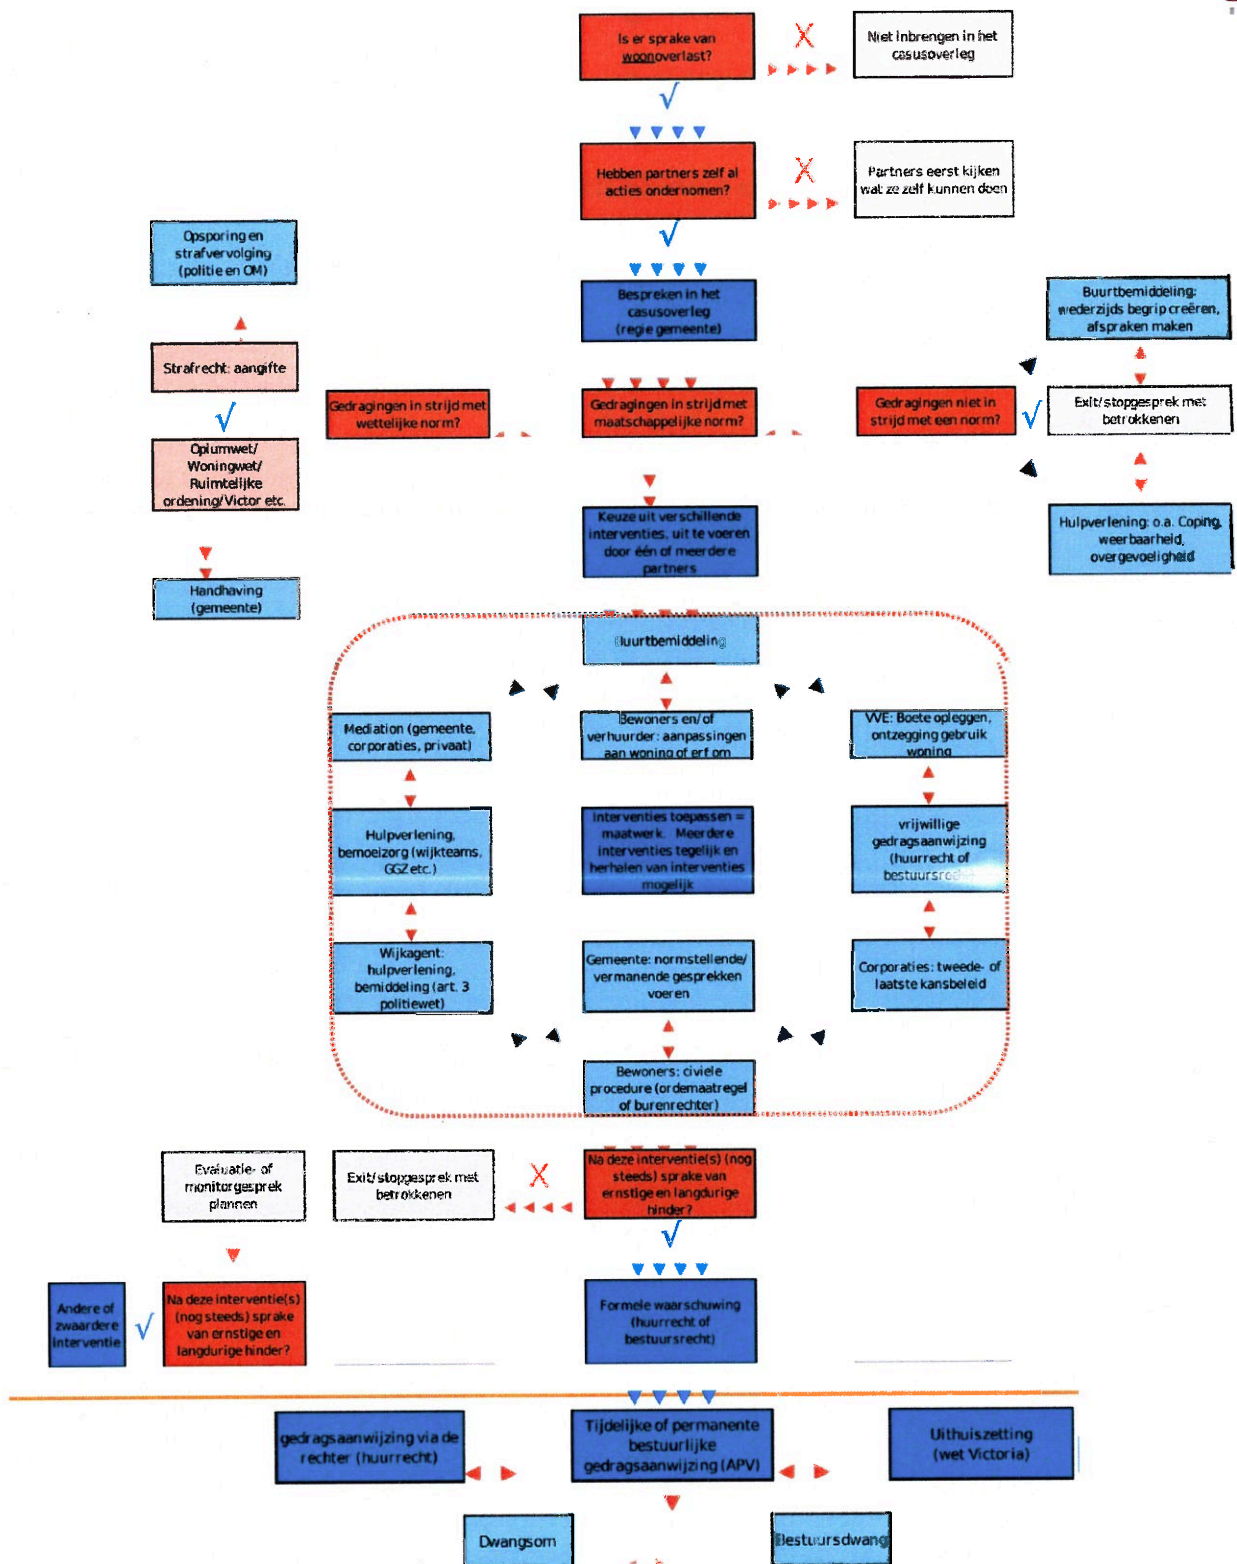 Is er sprake van
woonoverlast?
X
Niet inbrengen in het
casusoverleg
√
Hebben partners zelf al
acties ondernomen?
X
Partners eerst kijken
wat ze zelf kunnen doen
√
Opsporing en
strafvervolging
(politie en OM)
Bespreken in het
casusoverleg
(regie gemeente)
Buurtbemiddeling:
wederzijds begrip creëren,
afspraken maken
Strafrecht: aangifte
√
Gedragingen in strijd met
wettelijke norm?
Gedragingen in strijd met
maatschappelijke norm?
Gedragingen niet in
strijd met een norm?
√
Exit/stopgesprek met
betrokkenen
Opiumwet/
Woningwet/
Ruimtelijke
ordening/Victor etc.
Keuze uit verschillende
interventies, uit te voeren
door één of meerdere
partners
Hulpverlening: o.a. Coping,
weerbaarheid,
overgevoeligheid
Handhaving
(gemeente)
Buurtbemiddeling
Mediation (gemeente,
corporaties, privaat)
Bewoners en/of
verhuurder: aanpassingen
aan woning of erf om
VVE: Boete opleggen,
ontzegging gebruik
woning
Hulpverlening,
bemoeizorg (wijkteams,
GGZ etc.)
Interventies toepassen =
maatwerk. Meerdere
interventies tegelijk en
herhalen van interventies
mogelijk
vrijwillige
gedragsaanwijzing
(huurrecht of
Wijkagent:
hulpverlening,
bemiddeling (art. 3
politiewet)
Gemeente: normstellende/
vermanende gesprekken
voeren
Corporaties: tweede- of
laatste kansbeleid
Bewoners: civiele
procedure (ordemaatregel
of burenrechter)
Evaluatie- of
monitorgesprek
plannen
Exit/stopgesprek met
betrokkenen
X
Na deze interventie(s) (nog
steeds) sprake van
ernstige en langdurige
hinder?
√
Andere of
zwaardere
interventie
√
Na deze interventie(s)
(nog steeds) sprake
van ernstige en
langdurige hinder?
Formele waarschuwing
(huurrecht of
bestuursrecht)
gedragsaanwijzing via de
rechter (huurrecht)
Tijdelijke of permanente
bestuurlijke
gedragsaanwijzing (APV)
Uithuiszetting
(wet Victoria)
Dwangsom
Bestuursdwang